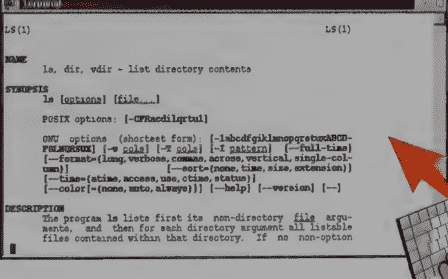 LS(1) LS(1)
NAME
ls, dir, vdir - list directory contents
SYNOPSIS
ls [options] [file...]
POSIX options: [-CFRacdilqrtu1]
GNU options (shortest form): [-1abcdfgiklmnopqrstuxABCD-
FGLNQRSUX] [-w cols] [-T cols] [-I pattern] [--full-time]
[--format={long,verbose,commas,across,vertical,single-col-
umn}] [--sort={none,time,size,extension}]
[--time={atime,access,use,ctime,status}]
[--color[={none,auto,always}]] [--help] [--version] [--]
DESCRIPTION
The program ls lists first its non-directory file argu-
ments, and then for each directory argument all listable
files contained within that directory. If no non-option